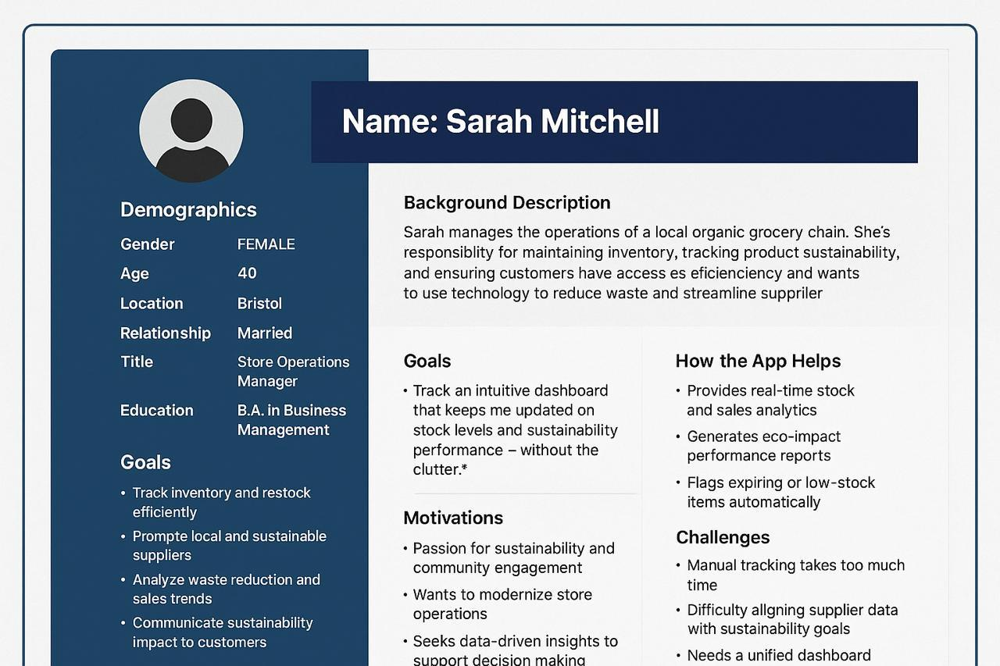 Name: Sarah Mitchell
Demographics
Gender FEMALE
Age 40
Location Bristol
Relationship Married
Title Store Operations
Manager
Education B.A. in Business
Management
Goals
• Track inventory and restock
efficiently
• Prompte local and sustainable
suppliers
• Analyze waste reduction and
sales trends
• Communicate sustainability
impact to customers
Background Description
Sarah manages the operations of a local organic grocery chain. She's
responsiblity for maintaining inventory, tracking product sustainability,
and ensuring customers have access es eficienciency and wants
to use technology to reduce waste and streamline suppriler
Goals
• Track an intuitive dashboard
that keeps me updated on
stock levels and sustainability
performance – without the
clutter.*
Motivations
• Passion for sustainability and
community engagement
• Wants to modernize store
operations
• Seeks data-driven insights to
support decision making
How the App Helps
• Provides real-time stock
and sales analytics
• Generates eco-impact
performance reports
• Flags expiring or low-stock
items automatically
Challenges
• Manual tracking takes too much
time
• Difficulty allgning supplier data
with sustainability goals
• Needs a unified dashboard